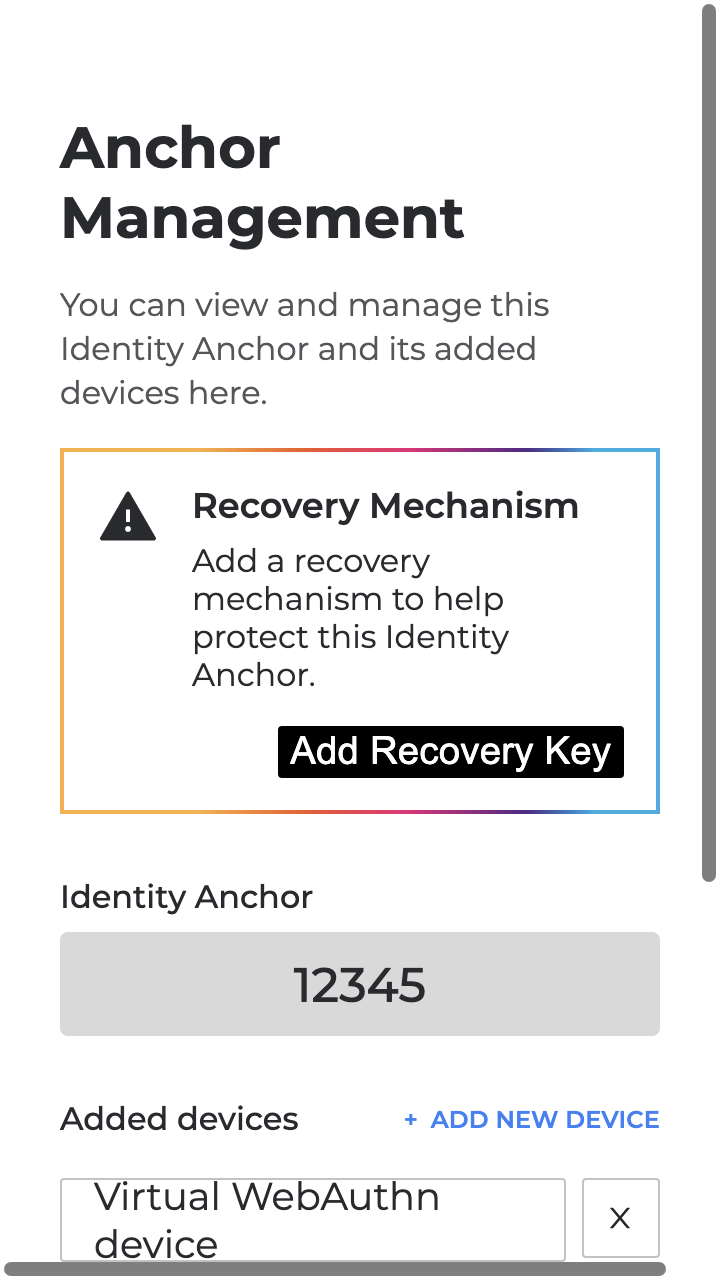 Anchor
Management
You can view and manage this
Identity Anchor and its added
devices here.
Recovery Mechanism
Add a recovery
mechanism to help
protect this Identity
Anchor.
Add Recovery Key
Identity Anchor
12345
Added devices
+ ADD NEW DEVICE
Virtual WebAuthn
device
X